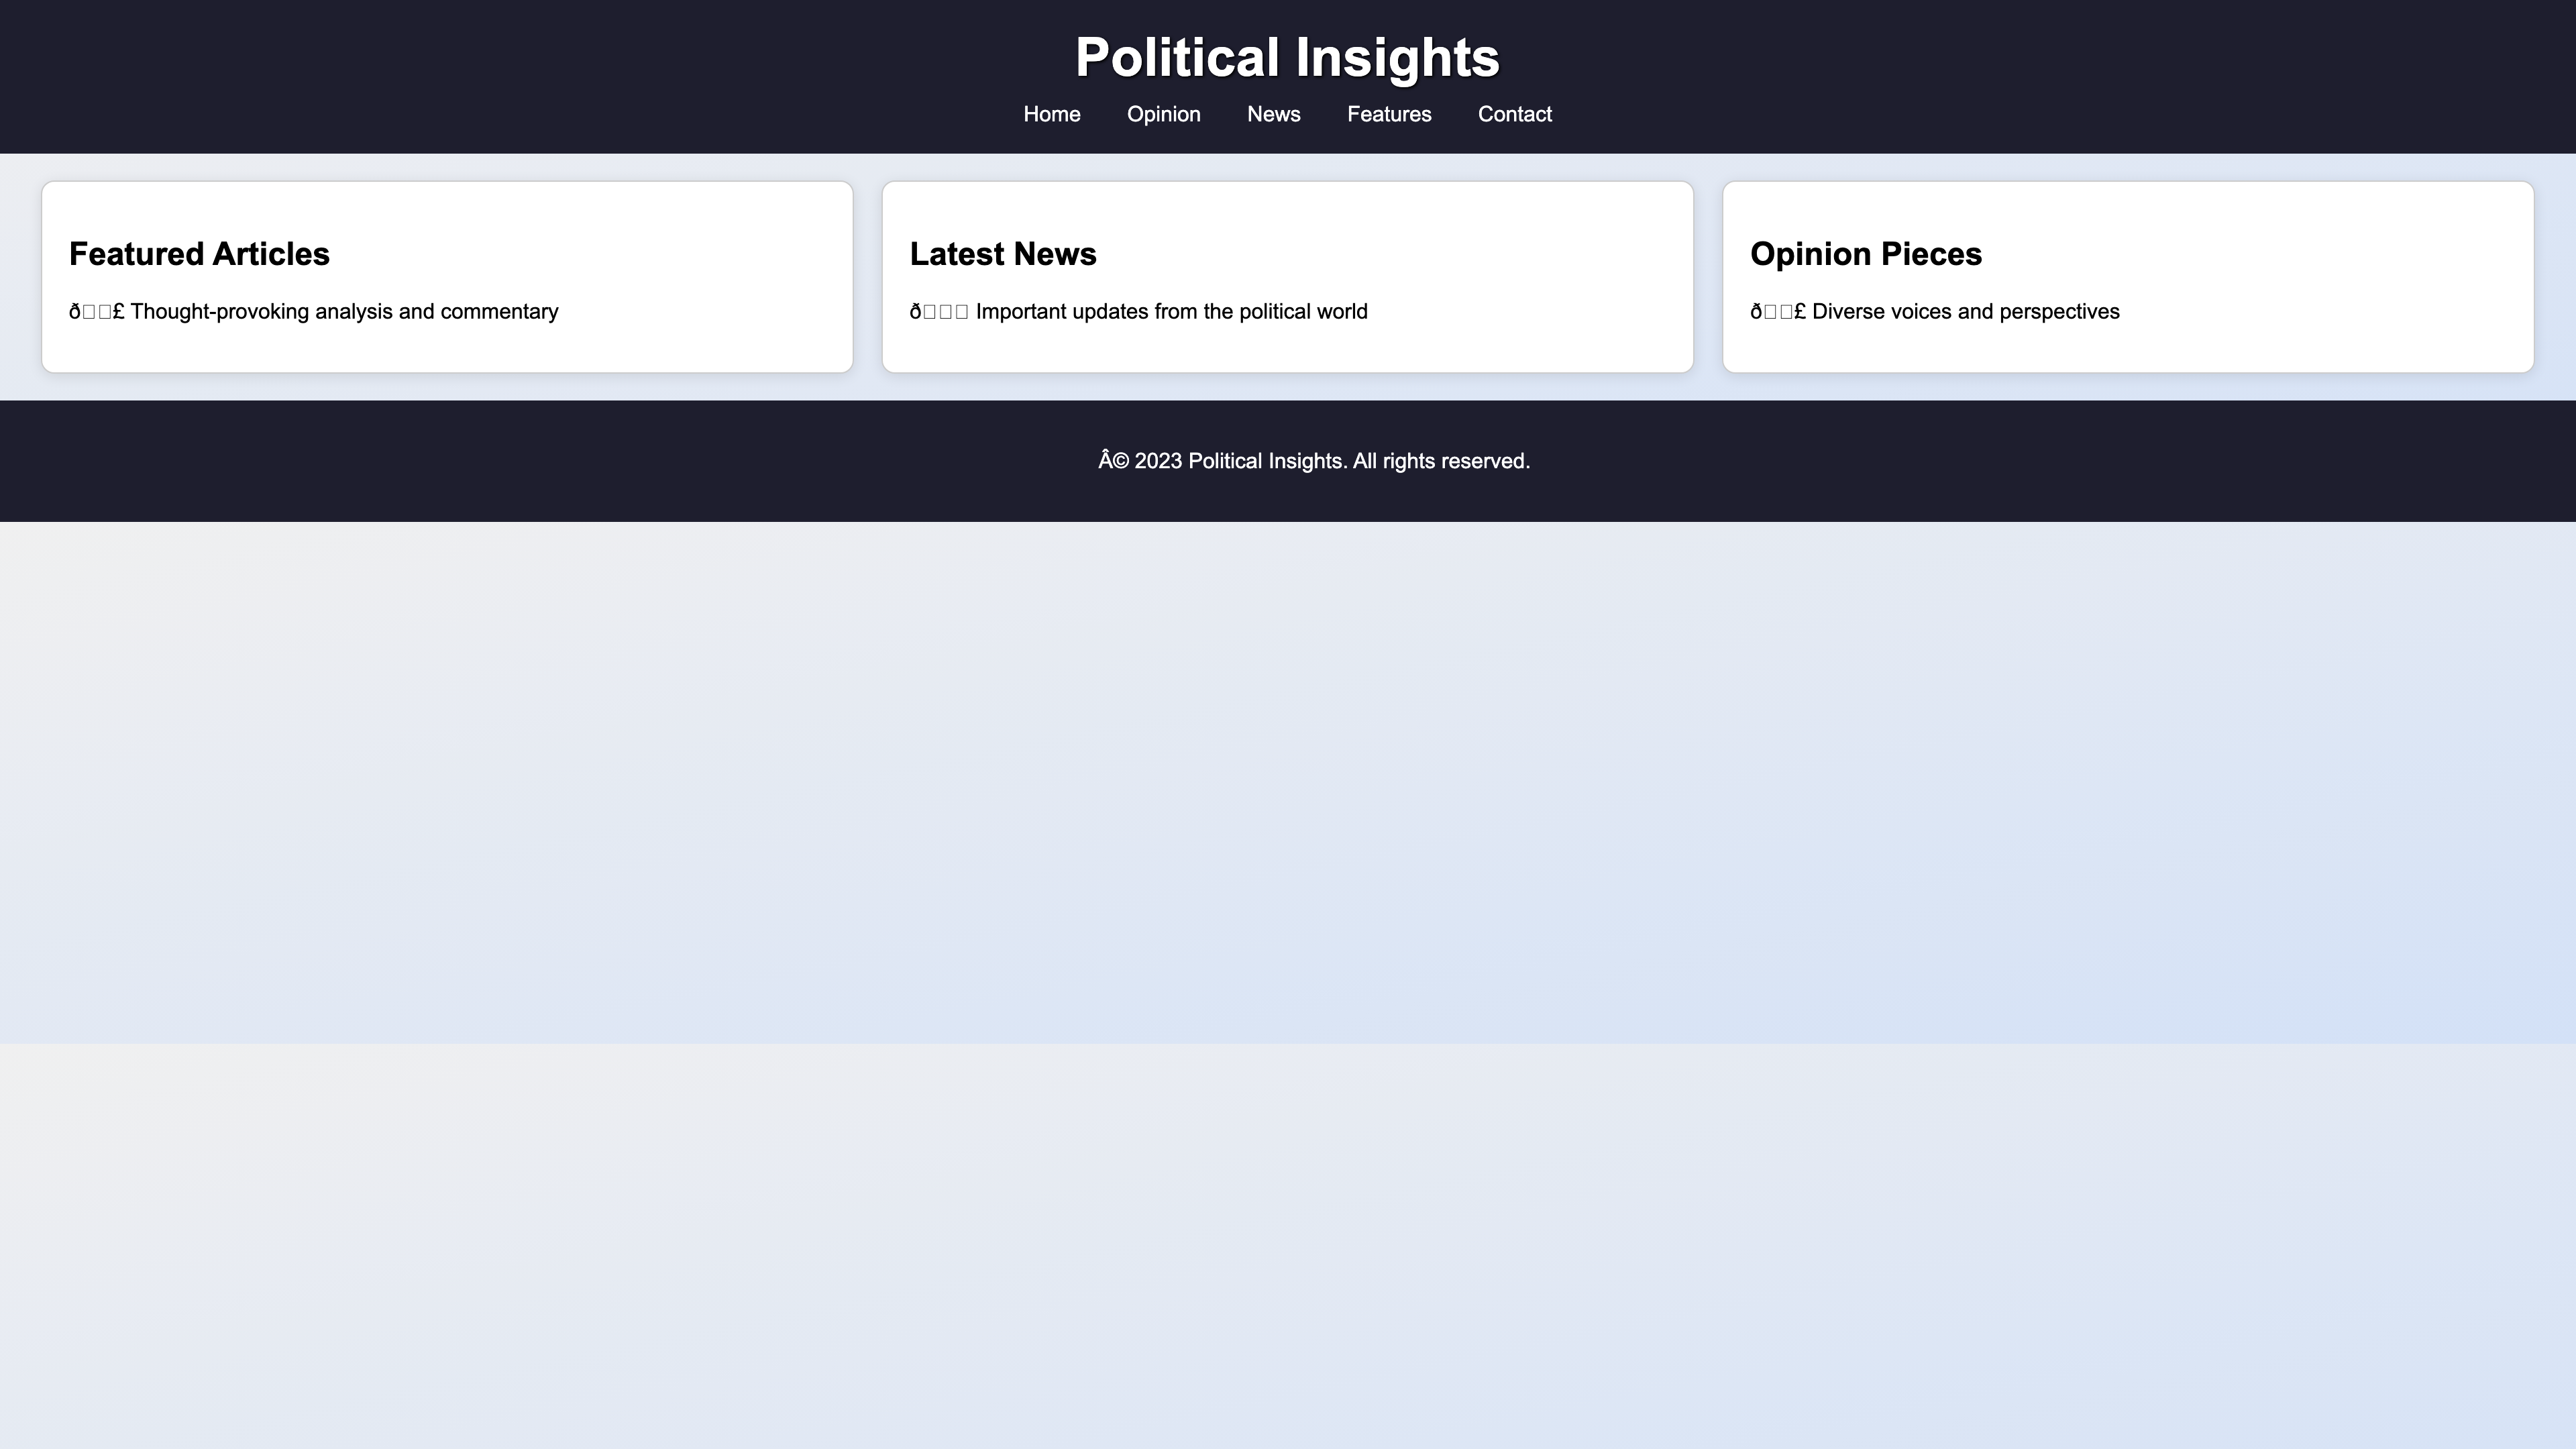 Political Insights
Home Opinion News Features Contact
Featured Articles
ð□□£ Thought-provoking analysis and commentary
Latest News
ð□□□ Important updates from the political world
Opinion Pieces
ð□□£ Diverse voices and perspectives
Â© 2023 Political Insights. All rights reserved.